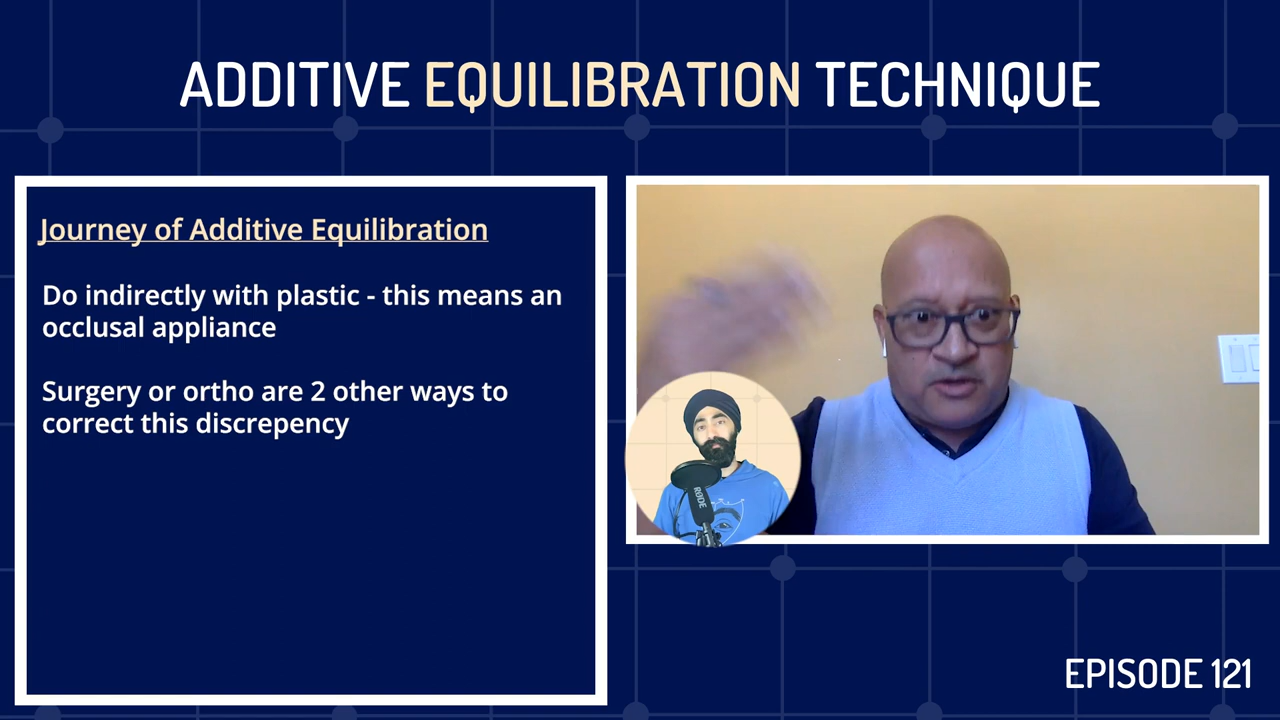 ADDITIVE EQUILIBRATION TECHNIQUE
Journey of Additive Equilibration
Do indirectly with plastic - this means an
occlusal appliance
Surgery or ortho are 2 other ways to
correct this discrepency
RODE
EPISODE 121